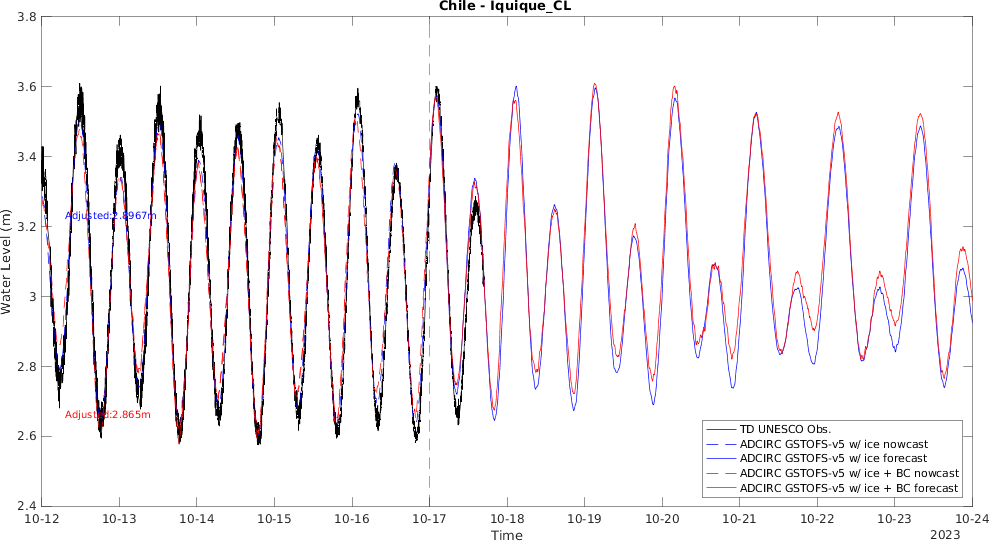 Chile - Iquique_CL
3.8
3.6
3.4
3.2
3
2.8
2.6
2.4
Water Level (m)
Adjusted:2.8967m
Adjusted:2.865m
TD UNESCO Obs.
ADCIRC GSTOFS-v5 w/ ice nowcast
ADCIRC GSTOFS-v5 w/ ice forecast
ADCIRC GSTOFS-v5 w/ ice + BC nowcast
ADCIRC GSTOFS-v5 w/ ice + BC forecast
10-12 10-13 10-14 10-15 10-16 10-17 10-18 10-19 10-20 10-21 10-22 10-23 10-24
Time
2023